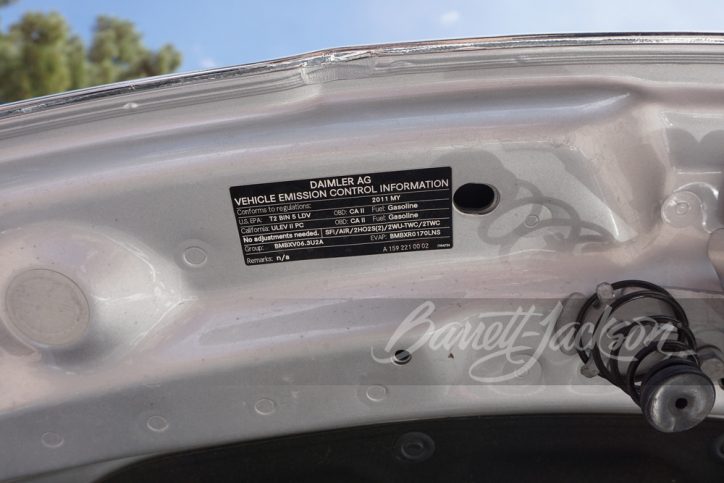 DAIMLER AG
VEHICLE EMISSION CONTROL INFORMATION
Conforms to regulations: 2011 MY
U.S. EPA: T2 BIN 5 LDV OBD: CA II Fuel: Gasoline
California: ULEV II PC OBD: CA II Fuel: Gasoline
No adjustments needed. SFI/AIR/2HO2S(2)/2WU-TWC/2TWC
Group: BMBXV06.3U2A EVAP: BMBXR0170LNS
Remarks: n/a A 159 221 00 02
Barrett-Jackson